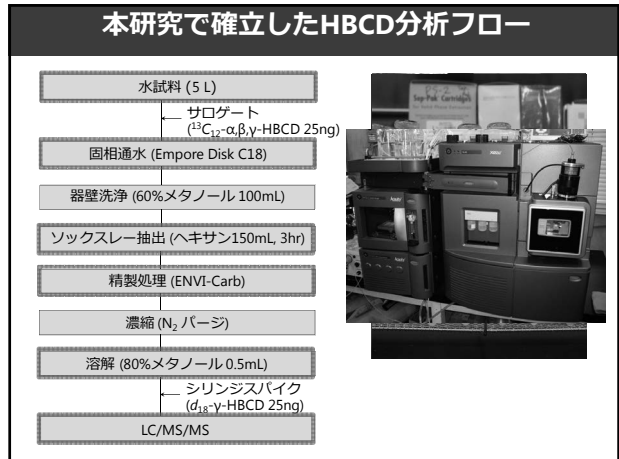 本研究で確立したHBCD分析フロー
水試料 (5 L)
サロゲート
(¹³C₁₂-α,β,γ-HBCD 25ng)
固相通水 (Empore Disk C18)
器壁洗浄 (60%メタノール 100mL)
ソックスレー抽出 (ヘキサン150mL, 3hr)
精製処理 (ENVI-Carb)
濃縮 (N₂ パージ)
溶解 (80%メタノール 0.5mL)
シリンジスパイク
(d₁₈-γ-HBCD 25ng)
LC/MS/MS
PS-2
Sep-Pak Cartridges